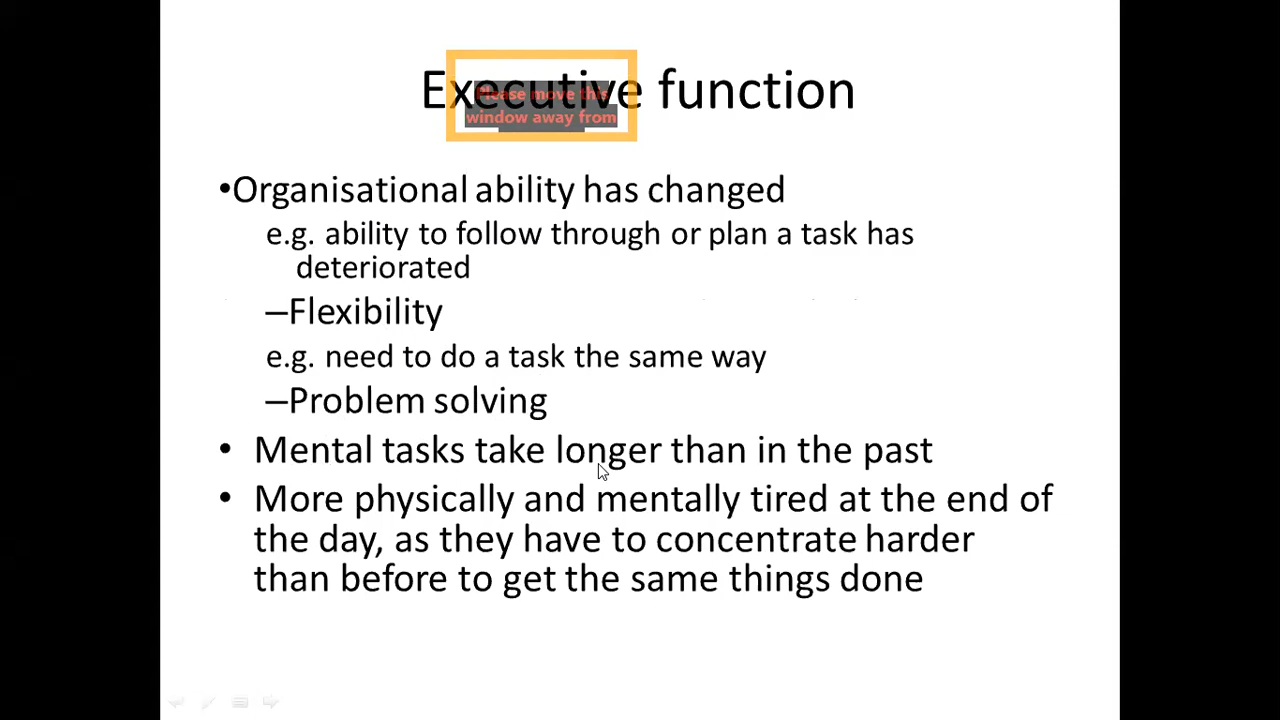 Executive function
Please move this
window away from
•Organisational ability has changed
e.g. ability to follow through or plan a task has
deteriorated
–Flexibility
e.g. need to do a task the same way
–Problem solving
• Mental tasks take longer than in the past
• More physically and mentally tired at the end of
the day, as they have to concentrate harder
than before to get the same things done